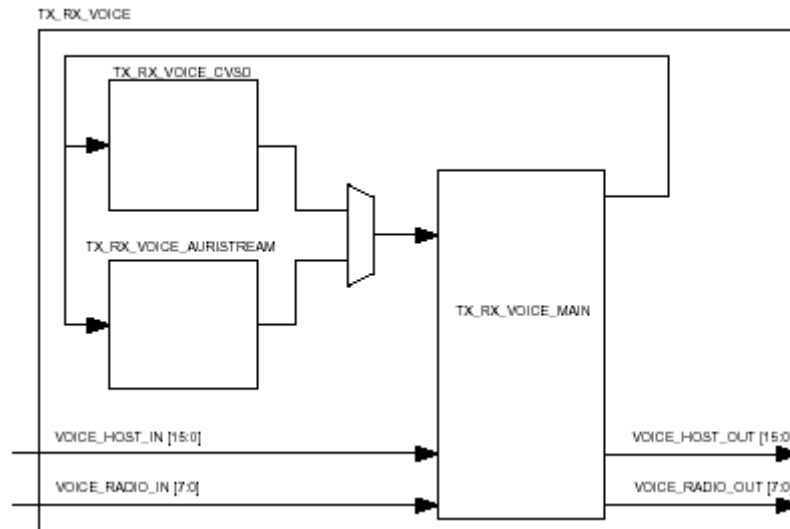 TX_RX_VOICE
TX_RX_VOICE_CVSD
TX_RX_VOICE_AURISTREAM
TX_RX_VOICE_MAIN
VOICE_HOST_IN [15:0]
VOICE_HOST_OUT [15:0
VOICE_RADIO_IN [7:0]
VOICE_RADIO_OUT [7:0